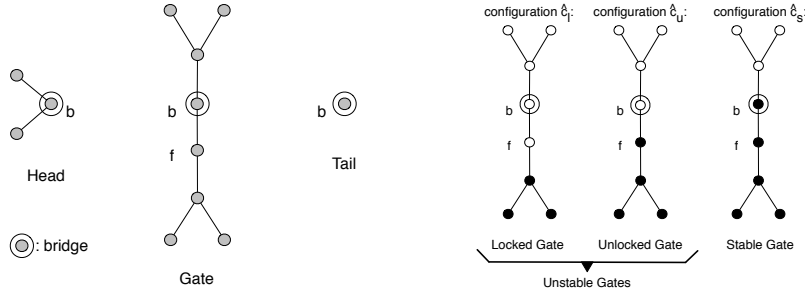 configuration ĉl:
configuration ĉu:
configuration ĉs:
b
b
b
b
b
b
f
f
f
f
Head
Tail
: bridge
Gate
Locked Gate
Unlocked Gate
Stable Gate
Unstable Gates